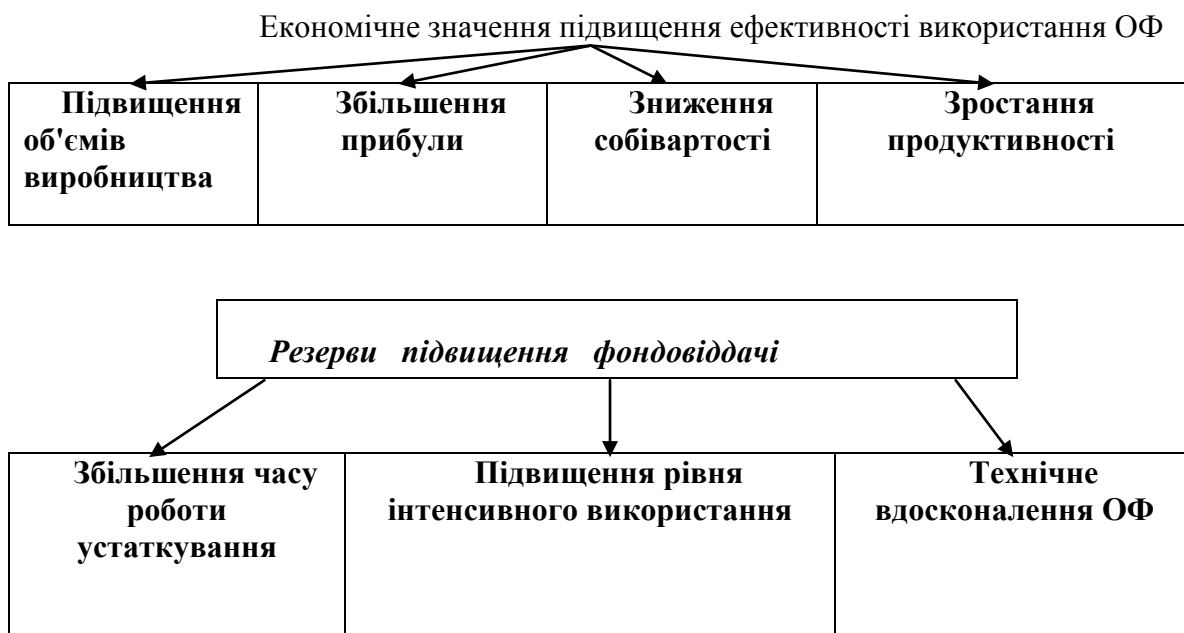 Економічне значення підвищення ефективності використання ОФ
Підвищення
об'ємів
виробництва
Збільшення
прибули
Зниження
собівартості
Зростання
продуктивності
Резерви підвищення фондовіддачі
Збільшення часу
роботи
устаткування
Підвищення рівня
інтенсивного використання
Технічне
вдосконалення ОФ